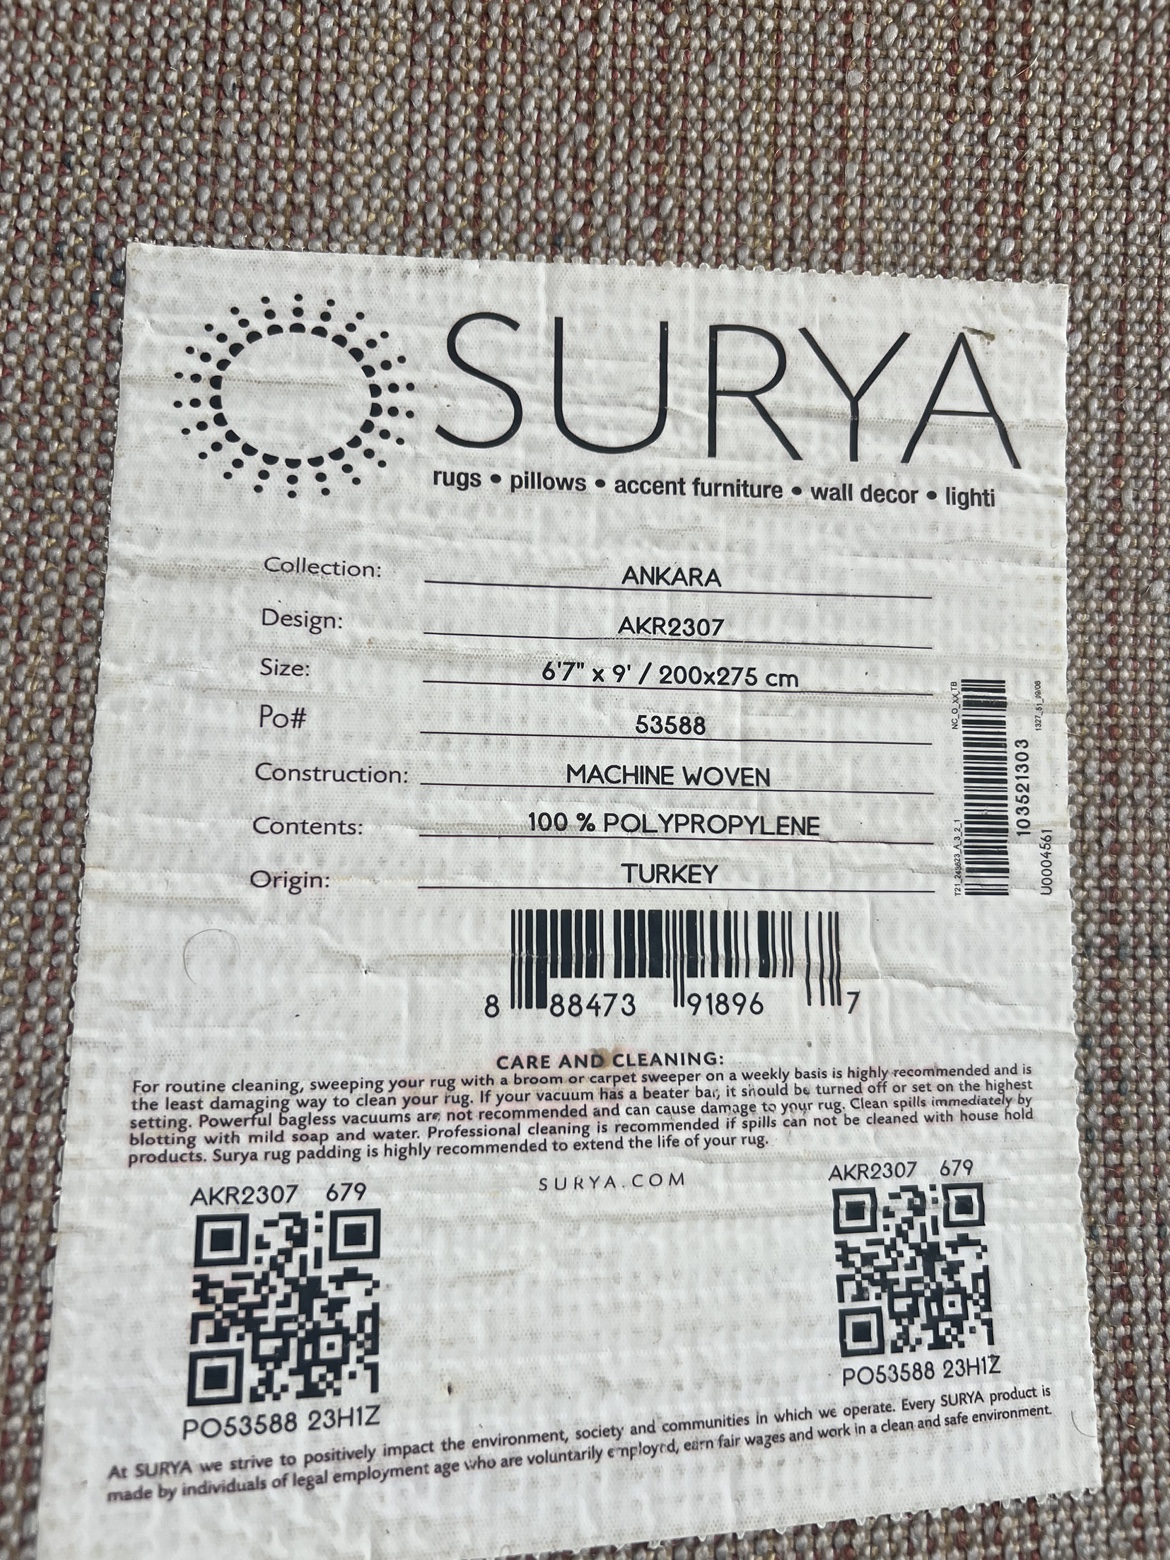 SURYA
rugs • pillows • accent furniture • wall decor • lighti
Collection: ANKARA
Design: AKR2307
Size: 6'7" x 9' / 200x275 cm
Po# 53588
Construction: MACHINE WOVEN
Contents: 100 % POLYPROPYLENE
Origin: TURKEY
NC_O_XX_TB
T21_243623_A_3_2_1
103521303
U0004561
8 88473 91896 7
CARE AND CLEANING:
For routine cleaning, sweeping your rug with a broom or carpet sweeper on a weekly basis is highly recommended and is
the least damaging way to clean your rug. If your vacuum has a beater bar, it should be turned off or set on the highest
setting. Powerful bagless vacuums are not recommended and can cause damage to your rug. Clean spills immediately by
blotting with mild soap and water. Professional cleaning is recommended if spills can not be cleaned with house hold
products. Surya rug padding is highly recommended to extend the life of your rug.
SURYA.COM
AKR2307 679
PO53588 23H1Z
AKR2307 679
PO53588 23H1Z
At SURYA we strive to positively impact the environment, society and communities in which we operate. Every SURYA product is
made by individuals of legal employment age who are voluntarily employed, earn fair wages and work in a clean and safe environment.